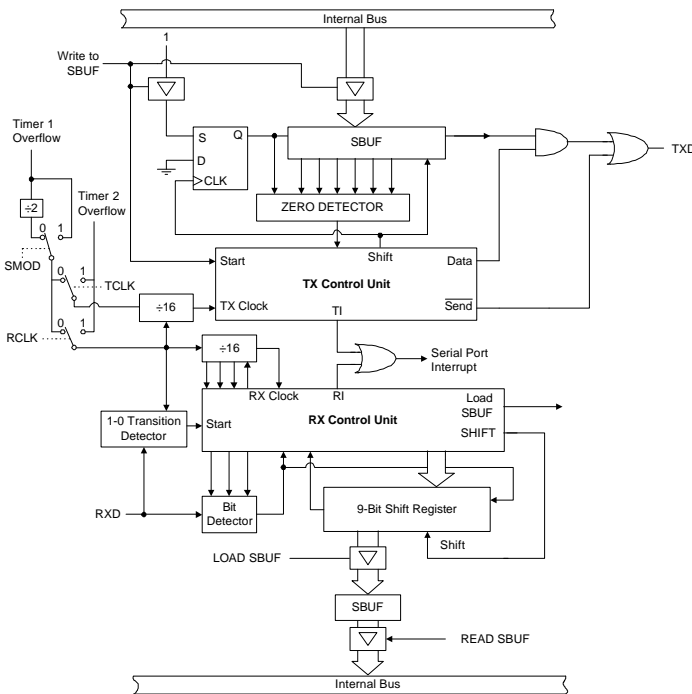 Internal Bus
1
Write to
SBUF
Timer 1
Overflow
S
Q
D
CLK
SBUF
TXD
÷2
0 1
Timer 2
Overflow
ZERO DETECTOR
SMOD
0 1
TCLK
Shift
Start
Data
TX Control Unit
÷16
TX Clock
TI
Send
RCLK
0 1
÷16
Serial Port
Interrupt
RX Clock
RI
Load
SBUF
1-0 Transition
Detector
Start
RX Control Unit
SHIFT
RXD
Bit
Detector
9-Bit Shift Register
Shift
LOAD SBUF
SBUF
READ SBUF
Internal Bus